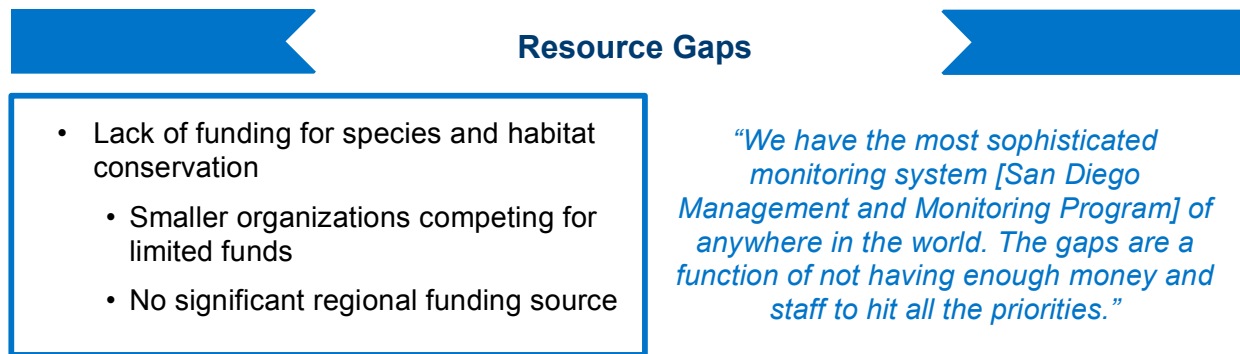 Resource Gaps
• Lack of funding for species and habitat
conservation
• Smaller organizations competing for
limited funds
• No significant regional funding source
“We have the most sophisticated
monitoring system [San Diego
Management and Monitoring Program] of
anywhere in the world. The gaps are a
function of not having enough money and
staff to hit all the priorities.”